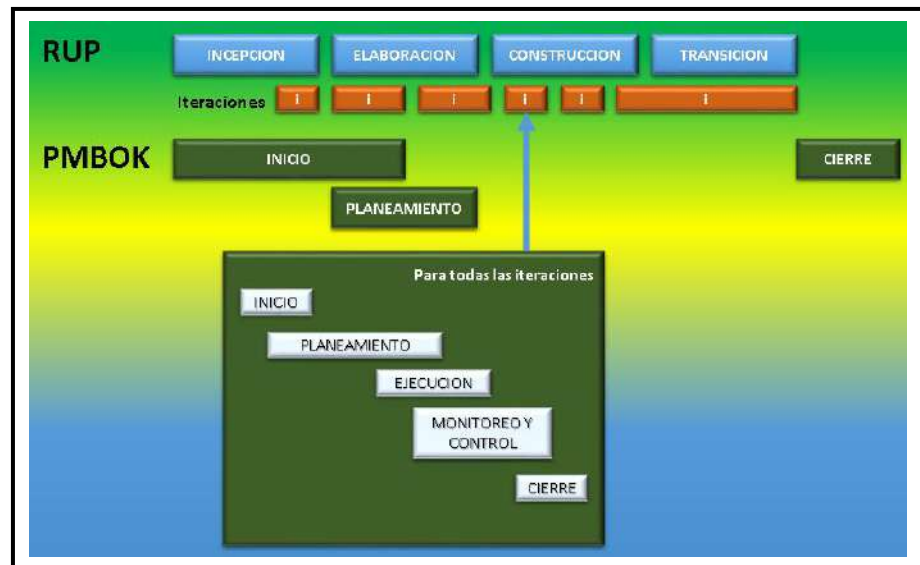 RUP
INCEPCION
ELABORACION
CONSTRUCCION
TRANSICION
Iteraciones
i
i
i
i
i
i
PMBOK
INICIO
CIERRE
PLANEAMIENTO
Para todas las iteraciones
INICIO
PLANEAMIENTO
EJECUCION
MONITOREO Y
CONTROL
CIERRE